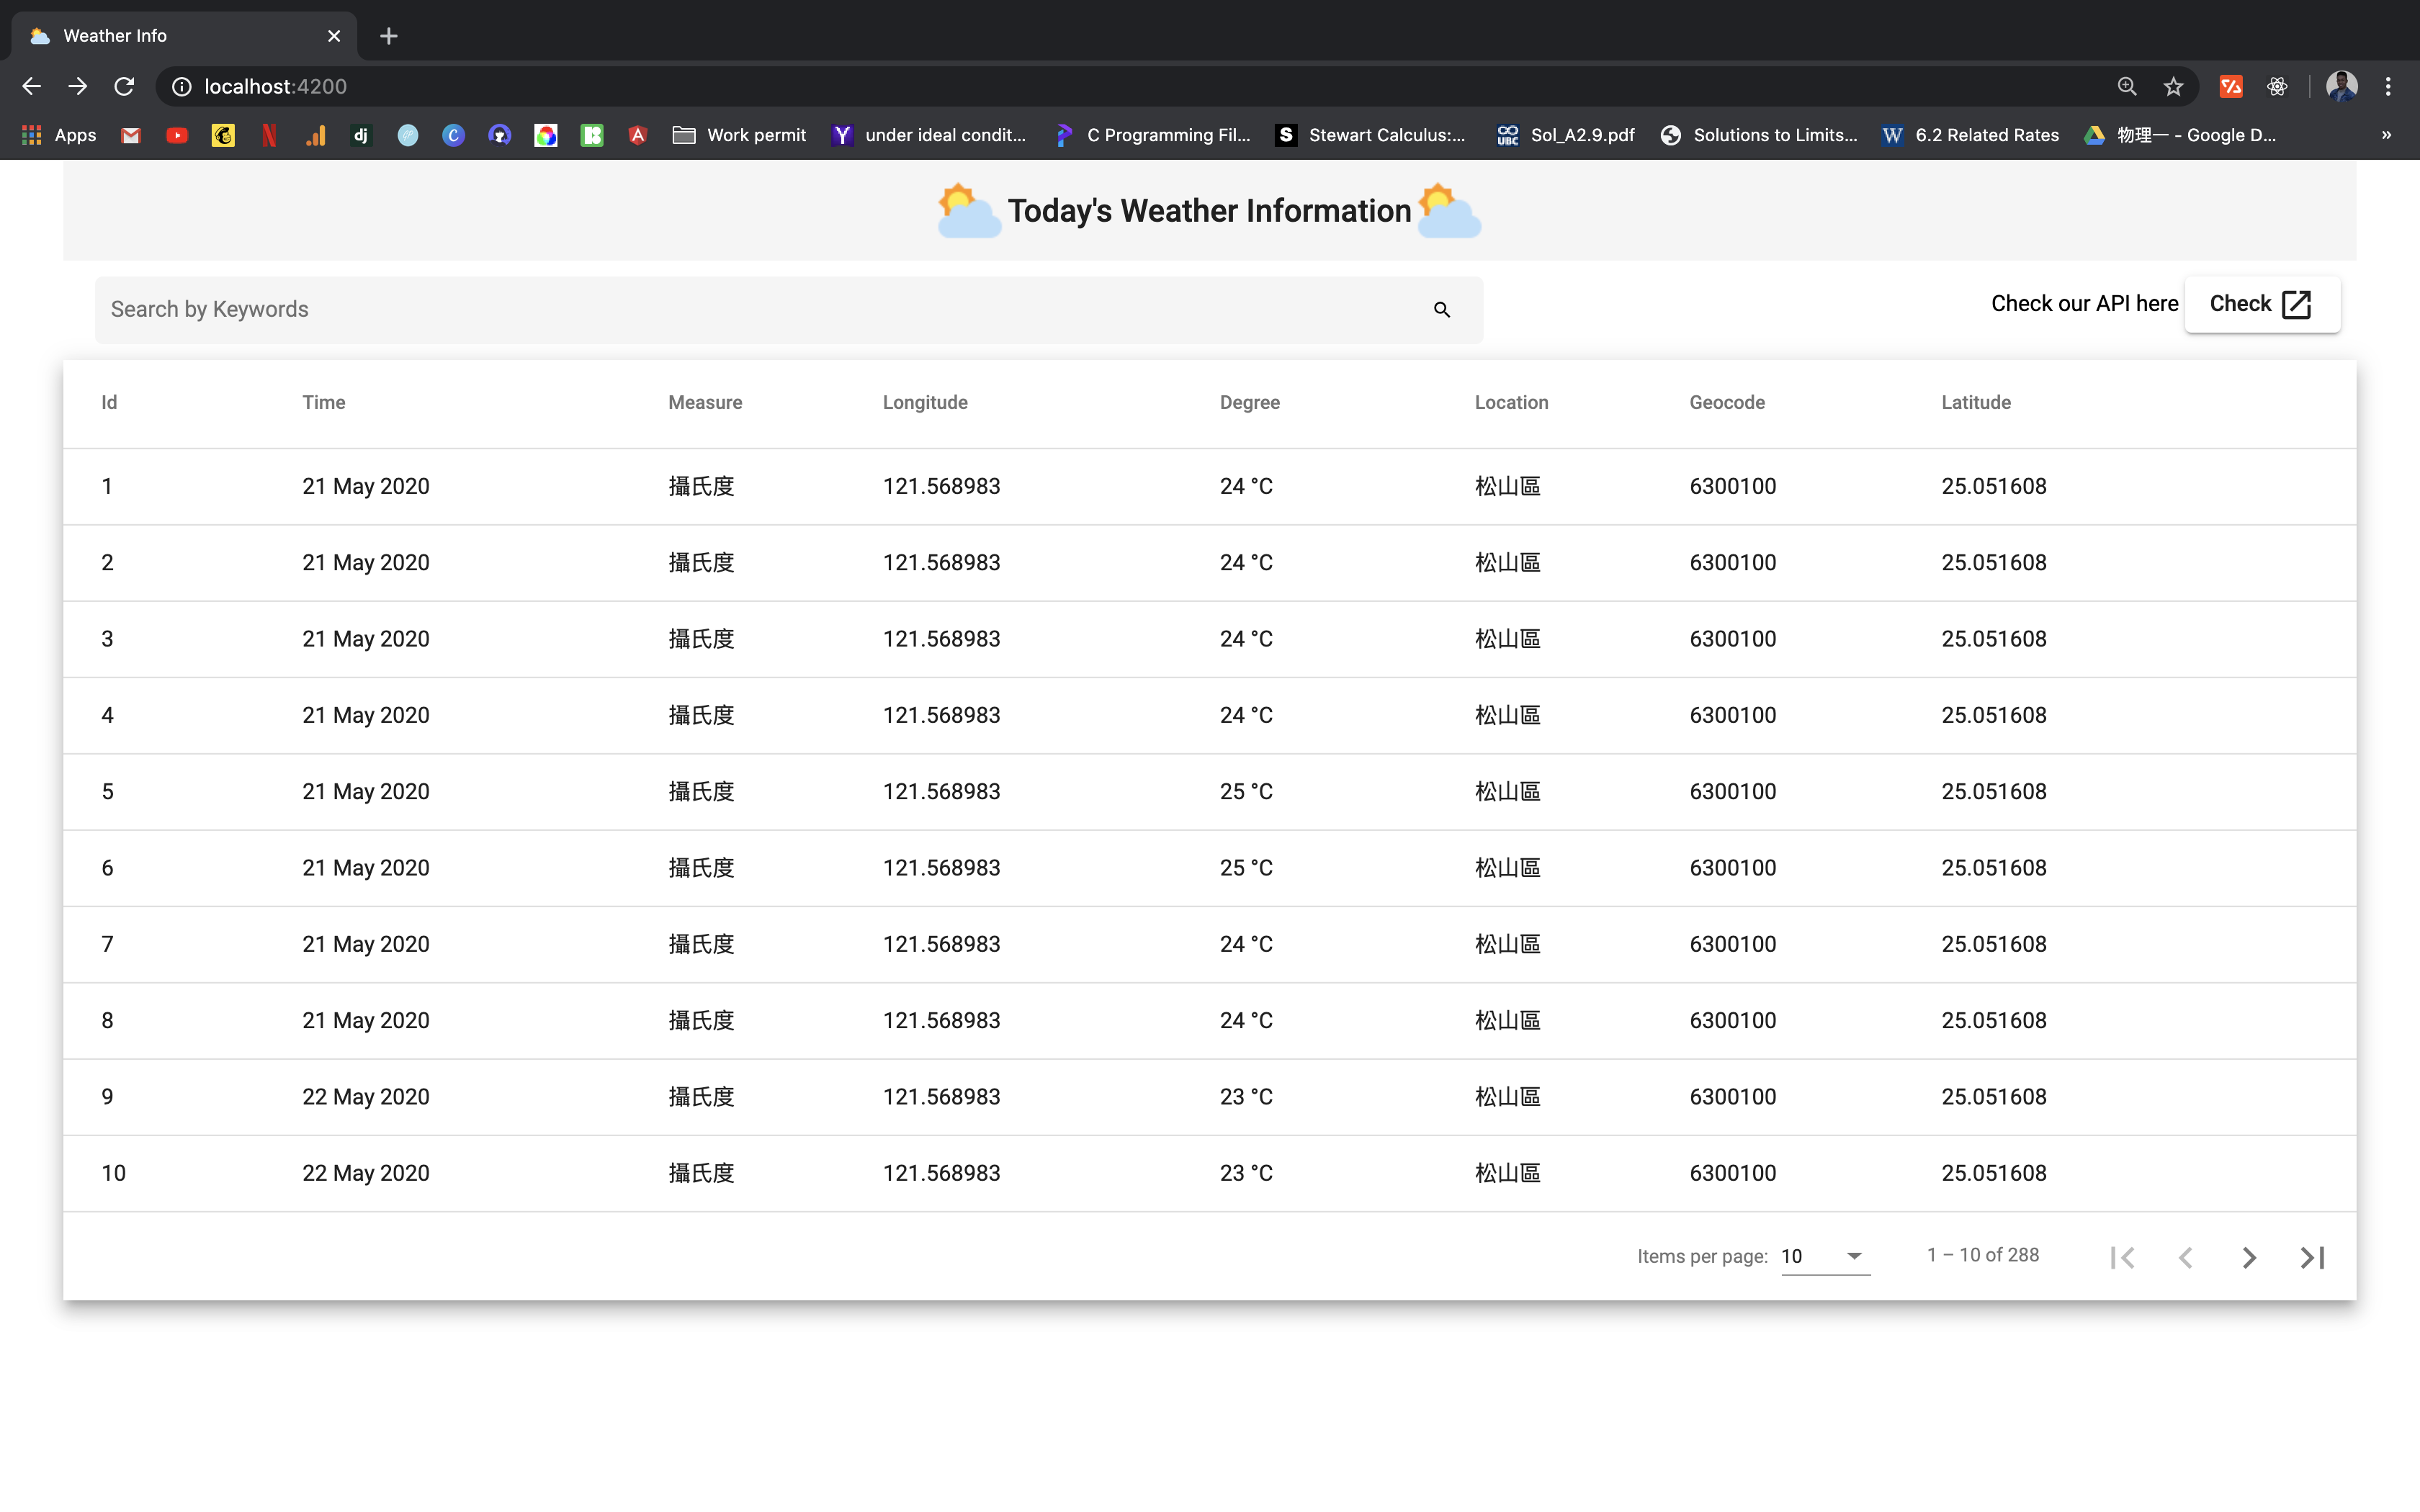 Weather Info
localhost:4200
Apps dj Work permit under ideal condit... C Programming Fil... Stewart Calculus:... Sol_A2.9.pdf Solutions to Limits... 6.2 Related Rates 物理一 - Google D... »
Today's Weather Information
Search by Keywords
Check our API here Check
Id Time Measure Longitude Degree Location Geocode Latitude
1 21 May 2020 攝氏度 121.568983 24 °C 松山區 6300100 25.051608
2 21 May 2020 攝氏度 121.568983 24 °C 松山區 6300100 25.051608
3 21 May 2020 攝氏度 121.568983 24 °C 松山區 6300100 25.051608
4 21 May 2020 攝氏度 121.568983 24 °C 松山區 6300100 25.051608
5 21 May 2020 攝氏度 121.568983 25 °C 松山區 6300100 25.051608
6 21 May 2020 攝氏度 121.568983 25 °C 松山區 6300100 25.051608
7 21 May 2020 攝氏度 121.568983 24 °C 松山區 6300100 25.051608
8 21 May 2020 攝氏度 121.568983 24 °C 松山區 6300100 25.051608
9 22 May 2020 攝氏度 121.568983 23 °C 松山區 6300100 25.051608
10 22 May 2020 攝氏度 121.568983 23 °C 松山區 6300100 25.051608
Items per page: 10 1 – 10 of 288